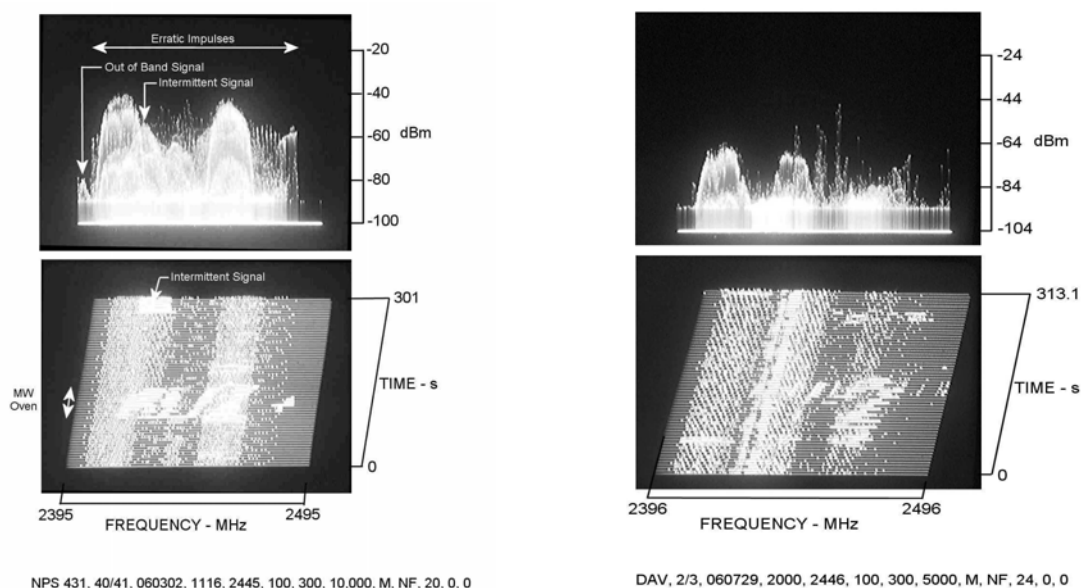 Erratic Impulses
Out of Band Signal
Intermittent Signal
-20
-40
-60
dBm
-80
-100
Intermittent Signal
301
MW
Oven
TIME - s
0
2395
2495
FREQUENCY - MHz
NPS 431, 40/41, 060302, 1116, 2445, 100, 300, 10,000, M, NF, 20, 0, 0
-24
-44
-64
dBm
-84
-104
313.1
TIME - s
0
2396
2496
FREQUENCY - MHz
DAV, 2/3, 060729, 2000, 2446, 100, 300, 5000, M, NF, 24, 0, 0